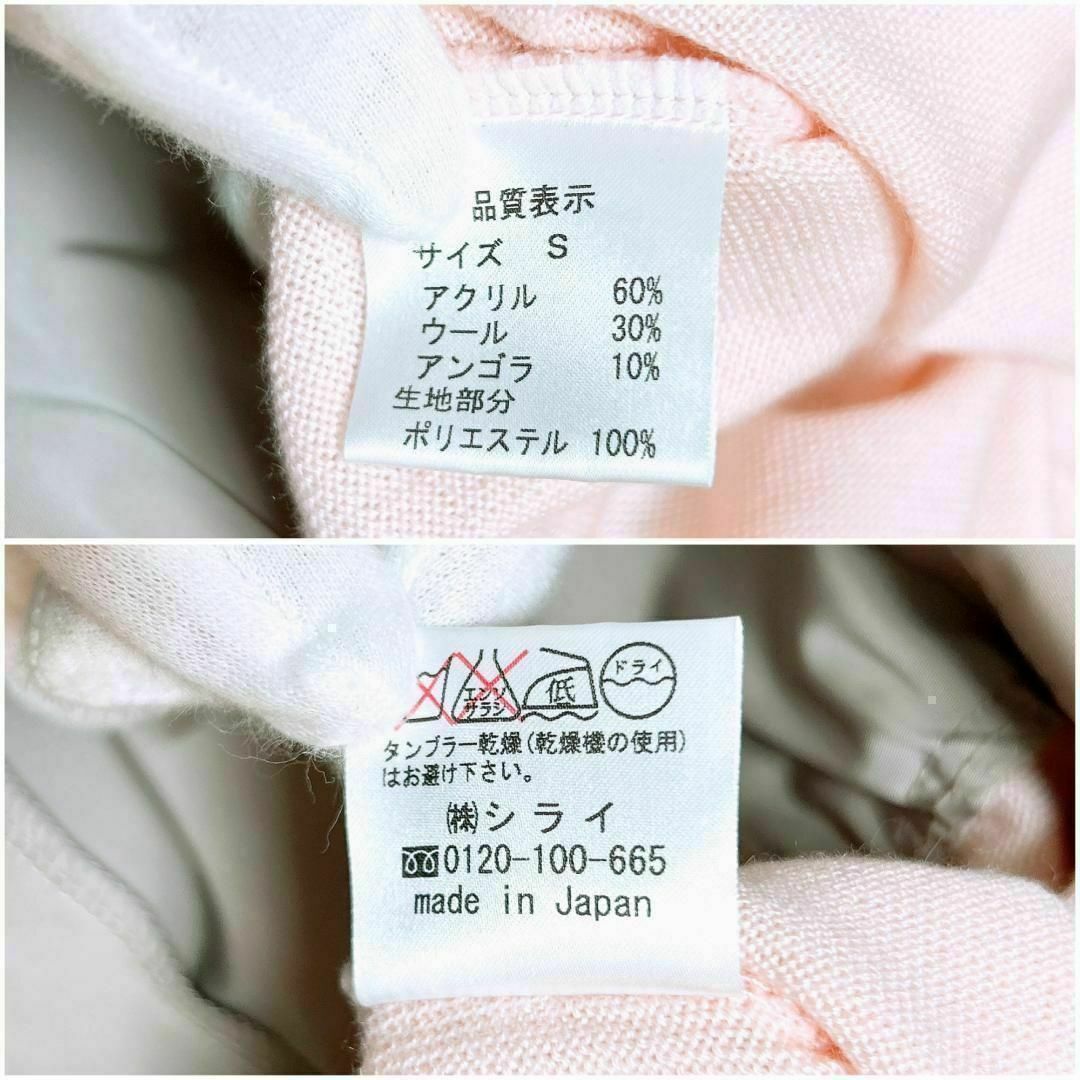 品質表示
サイズ S
アクリル 60%
ウール 30%
アンゴラ 10%
生地部分
ポリエステル 100%
エンソ
サラシ
低
ドライ
タンブラー乾燥(乾燥機の使用)
はお避け下さい。
㈱シライ
0120-100-665
made in Japan